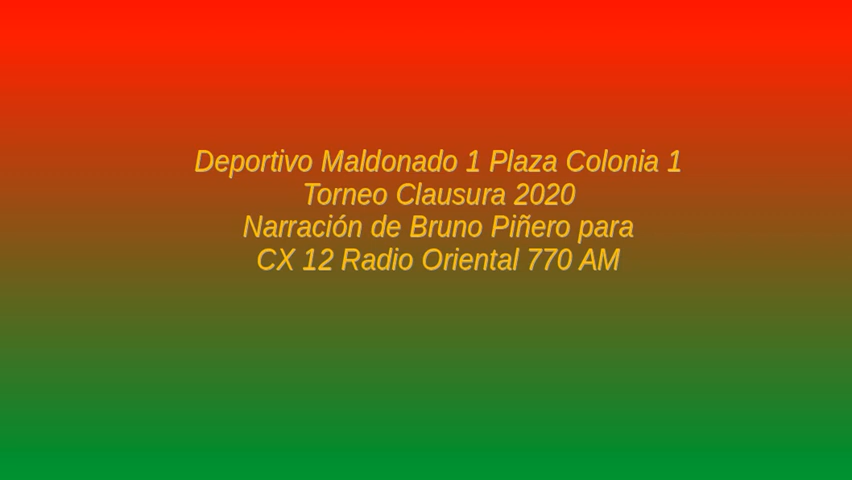 Deportivo Maldonado 1 Plaza Colonia 1
Torneo Clausura 2020
Narración de Bruno Piñero para
CX 12 Radio Oriental 770 AM